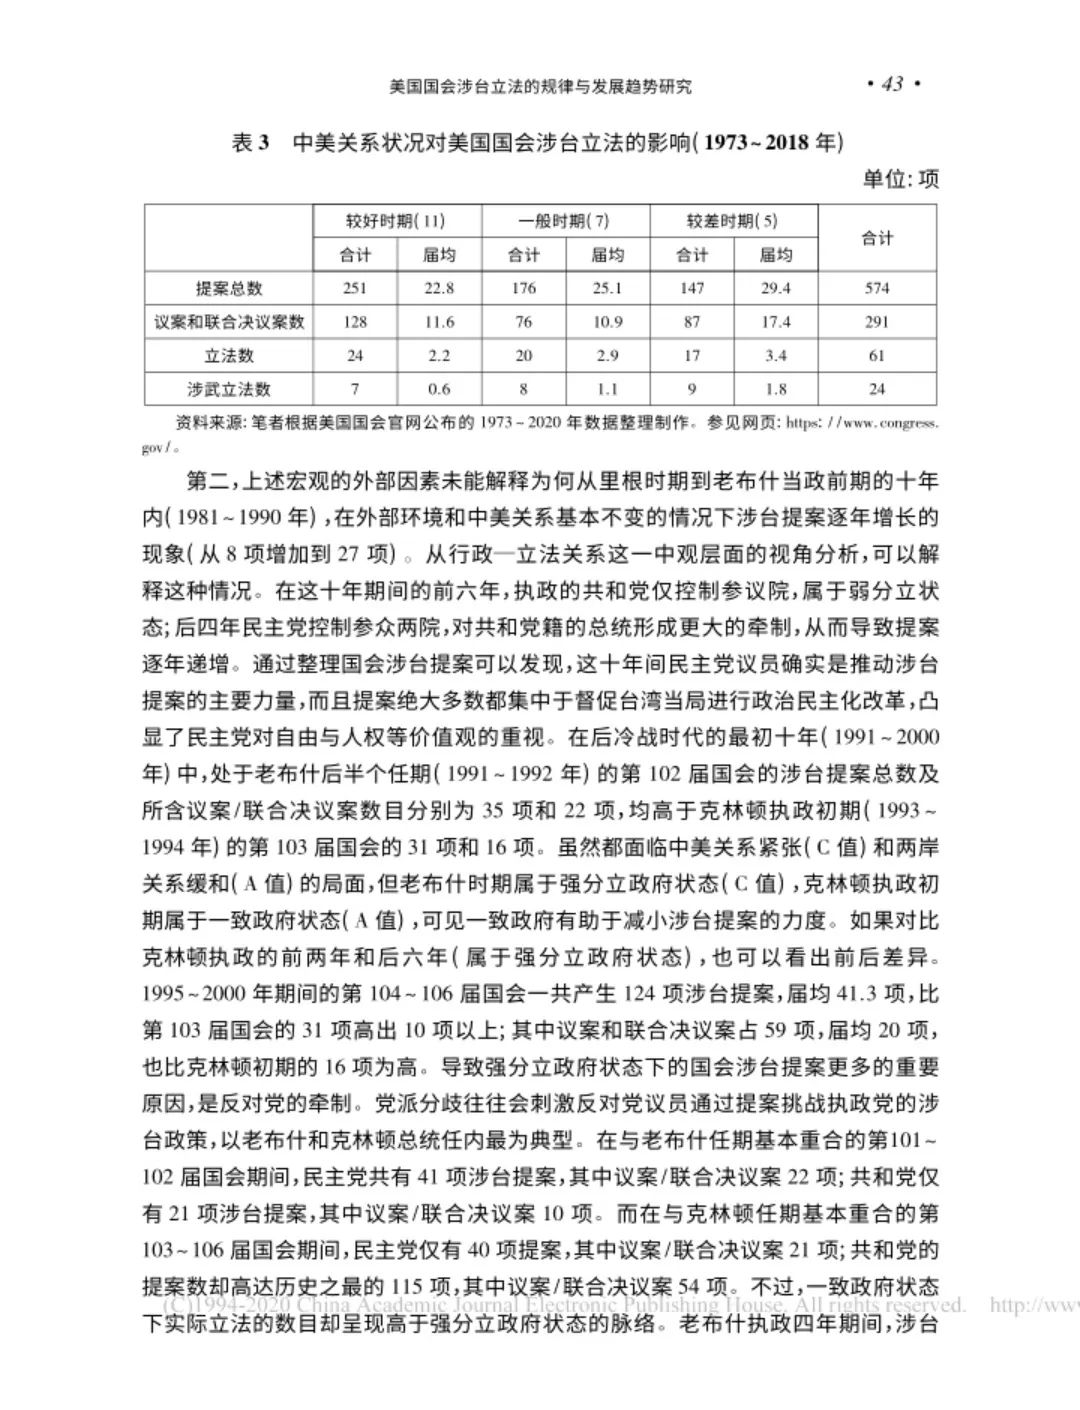 美国国会涉台立法的规律与发展趋势研究 ・43・
表 3 中美关系状况对美国国会涉台立法的影响(1973~2018 年)
单位:项
较好时期(11) 一般时期(7) 较差时期(5) 合计
合计 届均 合计 届均 合计 届均
提案总数 251 22.8 176 25.1 147 29.4 574
议案和联合决议案数 128 11.6 76 10.9 87 17.4 291
立法数 24 2.2 20 2.9 17 3.4 61
涉武立法数 7 0.6 8 1.1 9 1.8 24
资料来源:笔者根据美国国会官网公布的 1973~2020 年数据整理制作。参见网页:https://www.congress.
gov/。
第二,上述宏观的外部因素未能解释为何从里根时期到老布什当政前期的十年
内(1981~1990 年),在外部环境和中美关系基本不变的情况下涉台提案逐年增长的
现象(从 8 项增加到 27 项)。从行政—立法关系这一中观层面的视角分析,可以解
释这种情况。在这十年期间的前六年,执政的共和党仅控制参议院,属于弱分立状
态;后四年民主党控制参众两院,对共和党籍的总统形成更大的牵制,从而导致提案
逐年递增。通过整理国会涉台提案可以发现,这十年间民主党议员确实是推动涉台
提案的主要力量,而且提案绝大多数都集中于督促台湾当局进行政治民主化改革,凸
显了民主党对自由与人权等价值观的重视。在后冷战时代的最初十年(1991~2000
年)中,处于老布什后半个任期(1991~1992 年)的第 102 届国会的涉台提案总数及
所含议案/联合决议案数目分别为 35 项和 22 项,均高于克林顿执政初期(1993~
1994 年)的第 103 届国会的 31 项和 16 项。虽然都面临中美关系紧张(C 值)和两岸
关系缓和(A 值)的局面,但老布什时期属于强分立政府状态(C 值),克林顿执政初
期属于一致政府状态(A 值),可见一致政府有助于减小涉台提案的力度。如果对比
克林顿执政的前两年和后六年(属于强分立政府状态),也可以看出前后差异。
1995~2000 年期间的第 104~106 届国会一共产生 124 项涉台提案,届均 41.3 项,比
第 103 届国会的 31 项高出 10 项以上;其中议案和联合决议案占 59 项,届均 20 项,
也比克林顿初期的 16 项为高。导致强分立政府状态下的国会涉台提案更多的重要
原因,是反对党的牵制。党派分歧往往会刺激反对党议员通过提案挑战执政党的涉
台政策,以老布什和克林顿总统任内最为典型。在与老布什任期基本重合的第101~
102 届国会期间,民主党共有 41 项涉台提案,其中议案/联合决议案 22 项;共和党仅
有 21 项涉台提案,其中议案/联合决议案 10 项。而在与克林顿任期基本重合的第
103~106 届国会期间,民主党仅有 40 项提案,其中议案/联合决议案 21 项;共和党的
提案数却高达历史之最的 115 项,其中议案/联合决议案 54 项。不过,一致政府状态
(C)1994-2020 China Academic Journal Electronic Publishing House. All rights reserved. http://www
下实际立法的数目却呈现高于强分立政府状态的脉络。老布什执政四年期间,涉台